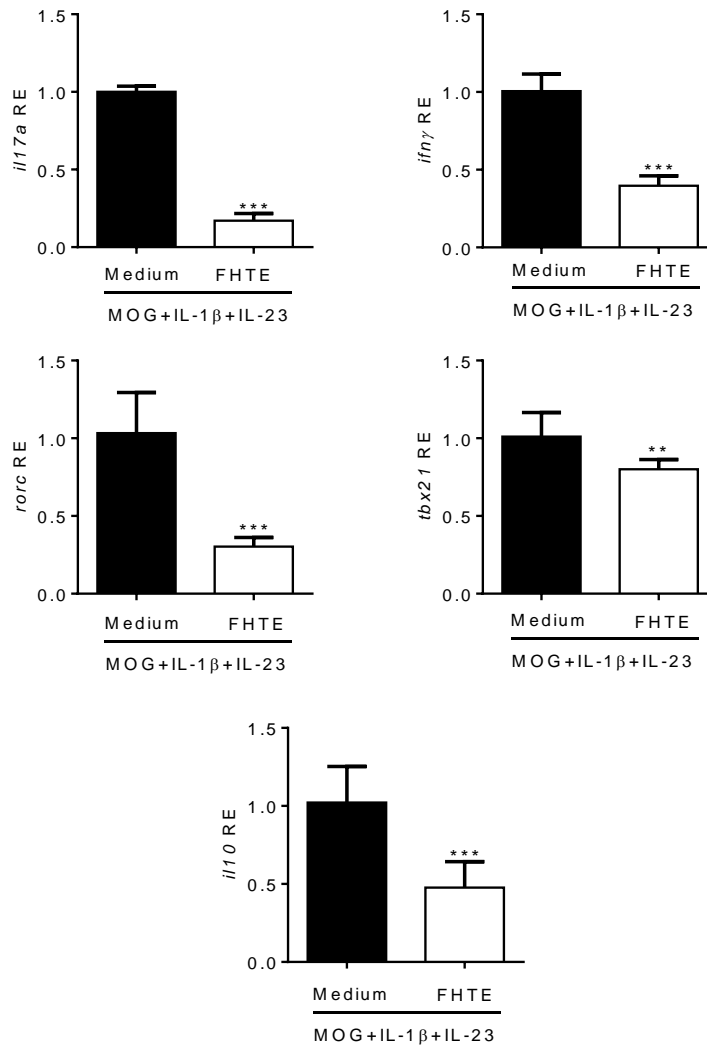 1.5
1.0
0.5
0.0
il17a RE
***
Medium FHTE
MOG+IL-1β+IL-23
1.5
1.0
0.5
0.0
ifnγ RE
***
Medium FHTE
MOG+IL-1β+IL-23
1.5
1.0
0.5
0.0
rorc RE
***
Medium FHTE
MOG+IL-1β+IL-23
1.5
1.0
0.5
0.0
tbx21 RE
**
Medium FHTE
MOG+IL-1β+IL-23
1.5
1.0
0.5
0.0
il10 RE
***
Medium FHTE
MOG+IL-1β+IL-23